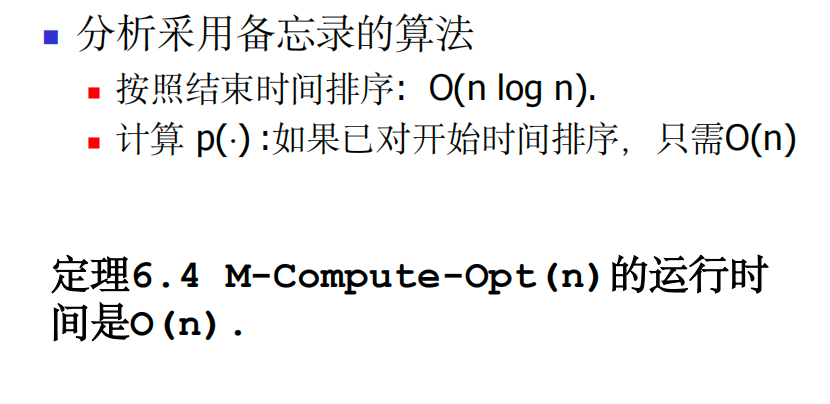 分析采用备忘录的算法
按照结束时间排序: O(n log n).
计算 p(·) :如果已对开始时间排序，只需O(n)
定理6.4 M-Compute-Opt(n)的运行时
间是O(n).